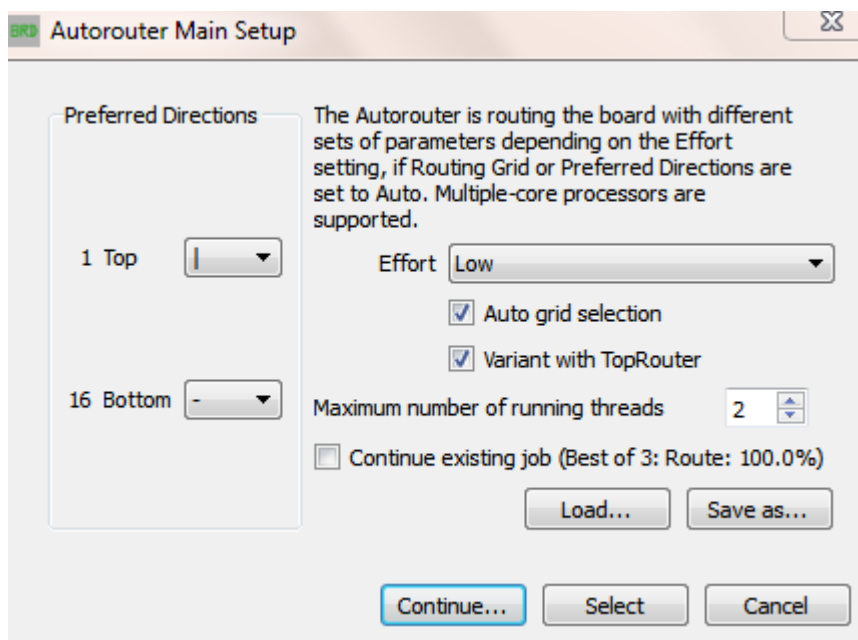 BRD Autorouter Main Setup
Preferred Directions
The Autorouter is routing the board with different
sets of parameters depending on the Effort
setting, if Routing Grid or Preferred Directions are
set to Auto. Multiple-core processors are
supported.
1 Top |
Effort Low
Auto grid selection
Variant with TopRouter
16 Bottom -
Maximum number of running threads 2
Continue existing job (Best of 3: Route: 100.0%)
Load... Save as...
Continue... Select Cancel